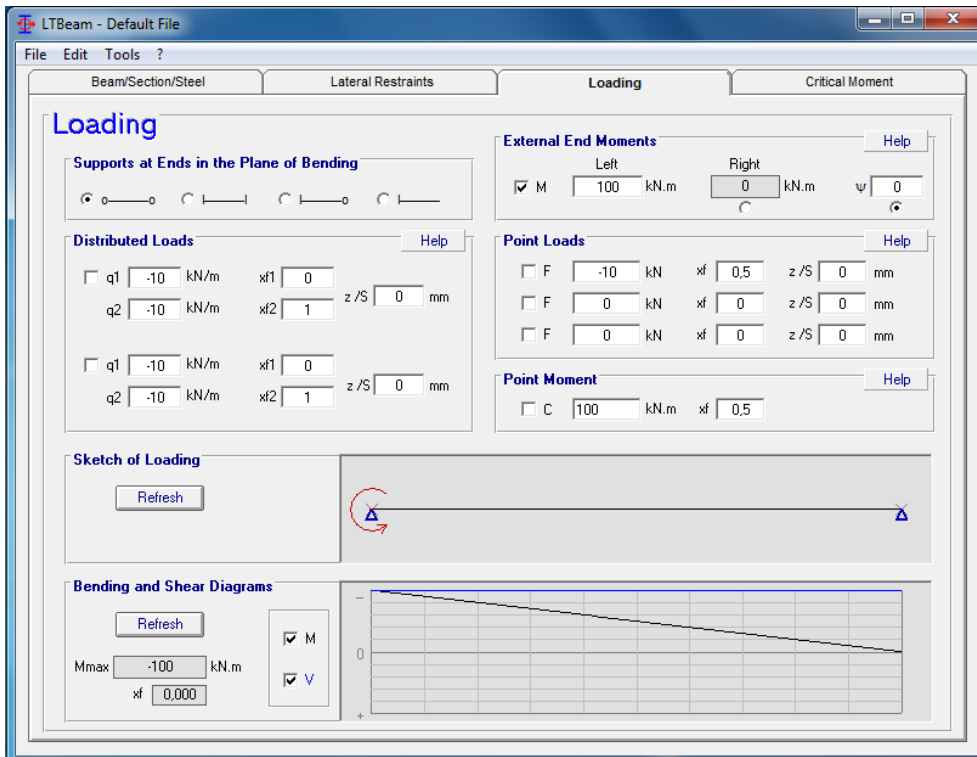 LTBeam - Default File
File Edit Tools ?
Beam/Section/Steel Lateral Restraints Loading Critical Moment
Loading
Supports at Ends in the Plane of Bending
External End Moments Help
Left Right
M 100 kN.m 0 kN.m ψ 0
Distributed Loads Help
q1 -10 kN/m xf1 0
q2 -10 kN/m xf2 1
z /S 0 mm
q1 -10 kN/m xf1 0
q2 -10 kN/m xf2 1
z /S 0 mm
Point Loads Help
F -10 kN xf 0,5 z /S 0 mm
F 0 kN xf 0 z /S 0 mm
F 0 kN xf 0 z /S 0 mm
Point Moment Help
C 100 kN.m xf 0,5
Sketch of Loading
Refresh
Bending and Shear Diagrams
Refresh
M
V
Mmax -100 kN.m
xf 0,000
−
0
+